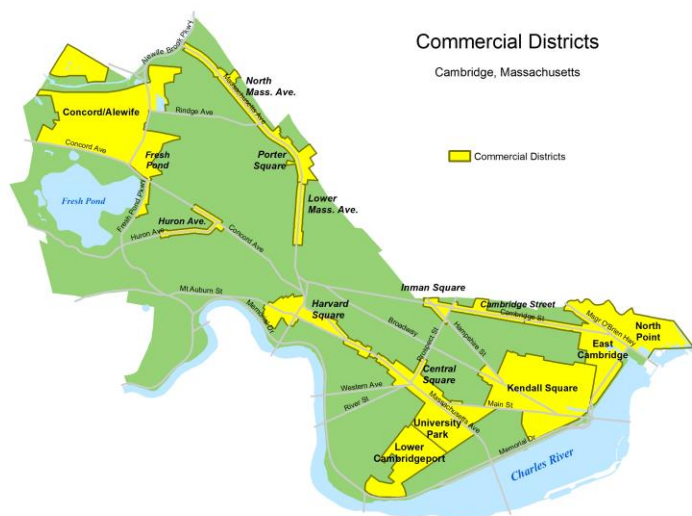 Commercial Districts
Cambridge, Massachusetts
Commercial Districts
Alewife Brook Pkwy
North
Mass. Ave.
Massachusetts Ave
Concord/Alewife
Rindge Ave
Concord Ave
Fresh
Pond
Porter
Square
Fresh Pond
Fresh Pond Pkwy
Lower
Mass. Ave.
Huron Ave.
Huron Ave
Concord Ave
Mt Auburn St
Memorial Dr
Harvard
Square
Inman Square
Cambridge Street
Cambridge St
Msgr O'Brien Hwy
North
Point
East
Cambridge
Broadway
Prospect St
Hampshire St
Central
Square
Kendall Square
Western Ave
River St
Massachusetts Ave
Main St
University
Park
Lower
Cambridgeport
Memorial Dr
Charles River